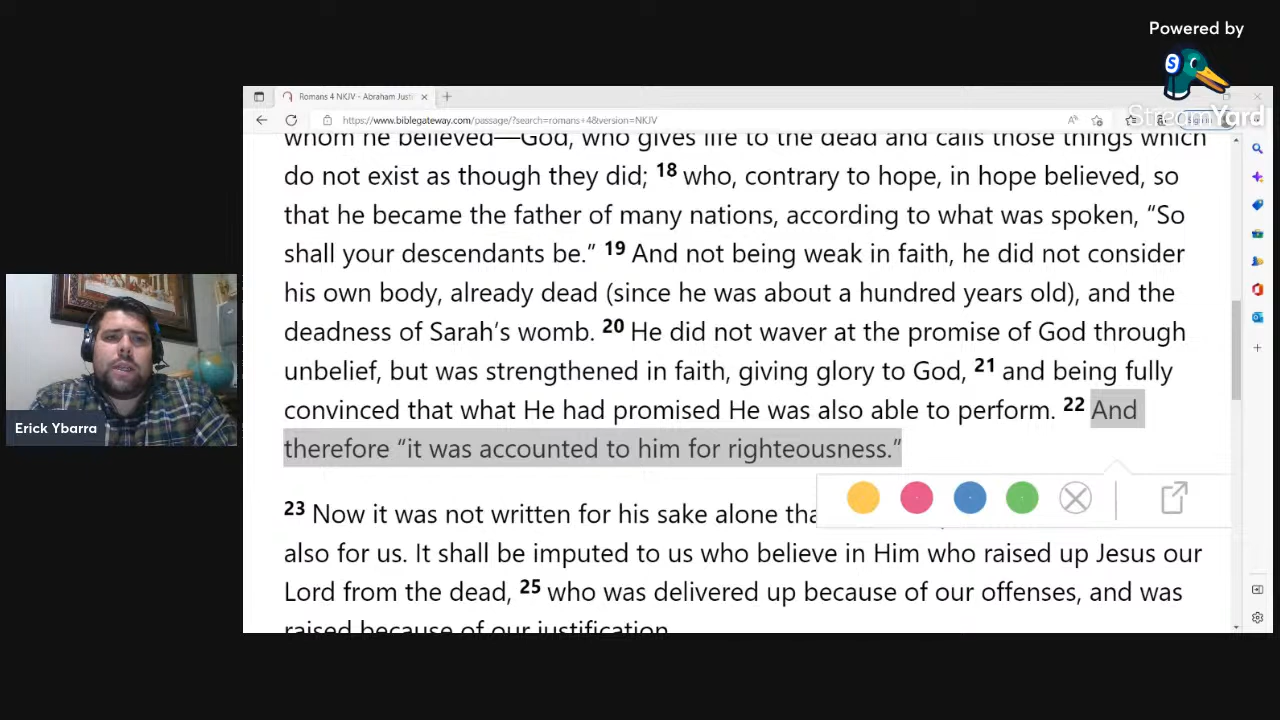 Powered by
StreamYard
Romans 4 NKJV - Abraham Justi
https://www.biblegateway.com/passage/?search=romans+4&version=NKJV
whom he believed—God, who gives life to the dead and calls those things which
do not exist as though they did; 18 who, contrary to hope, in hope believed, so
that he became the father of many nations, according to what was spoken, “So
shall your descendants be.” 19 And not being weak in faith, he did not consider
his own body, already dead (since he was about a hundred years old), and the
deadness of Sarah’s womb. 20 He did not waver at the promise of God through
unbelief, but was strengthened in faith, giving glory to God, 21 and being fully
convinced that what He had promised He was also able to perform. 22 And
therefore “it was accounted to him for righteousness.”
23 Now it was not written for his sake alone tha
also for us. It shall be imputed to us who believe in Him who raised up Jesus our
Lord from the dead, 25 who was delivered up because of our offenses, and was
raised because of our justification.
Erick Ybarra